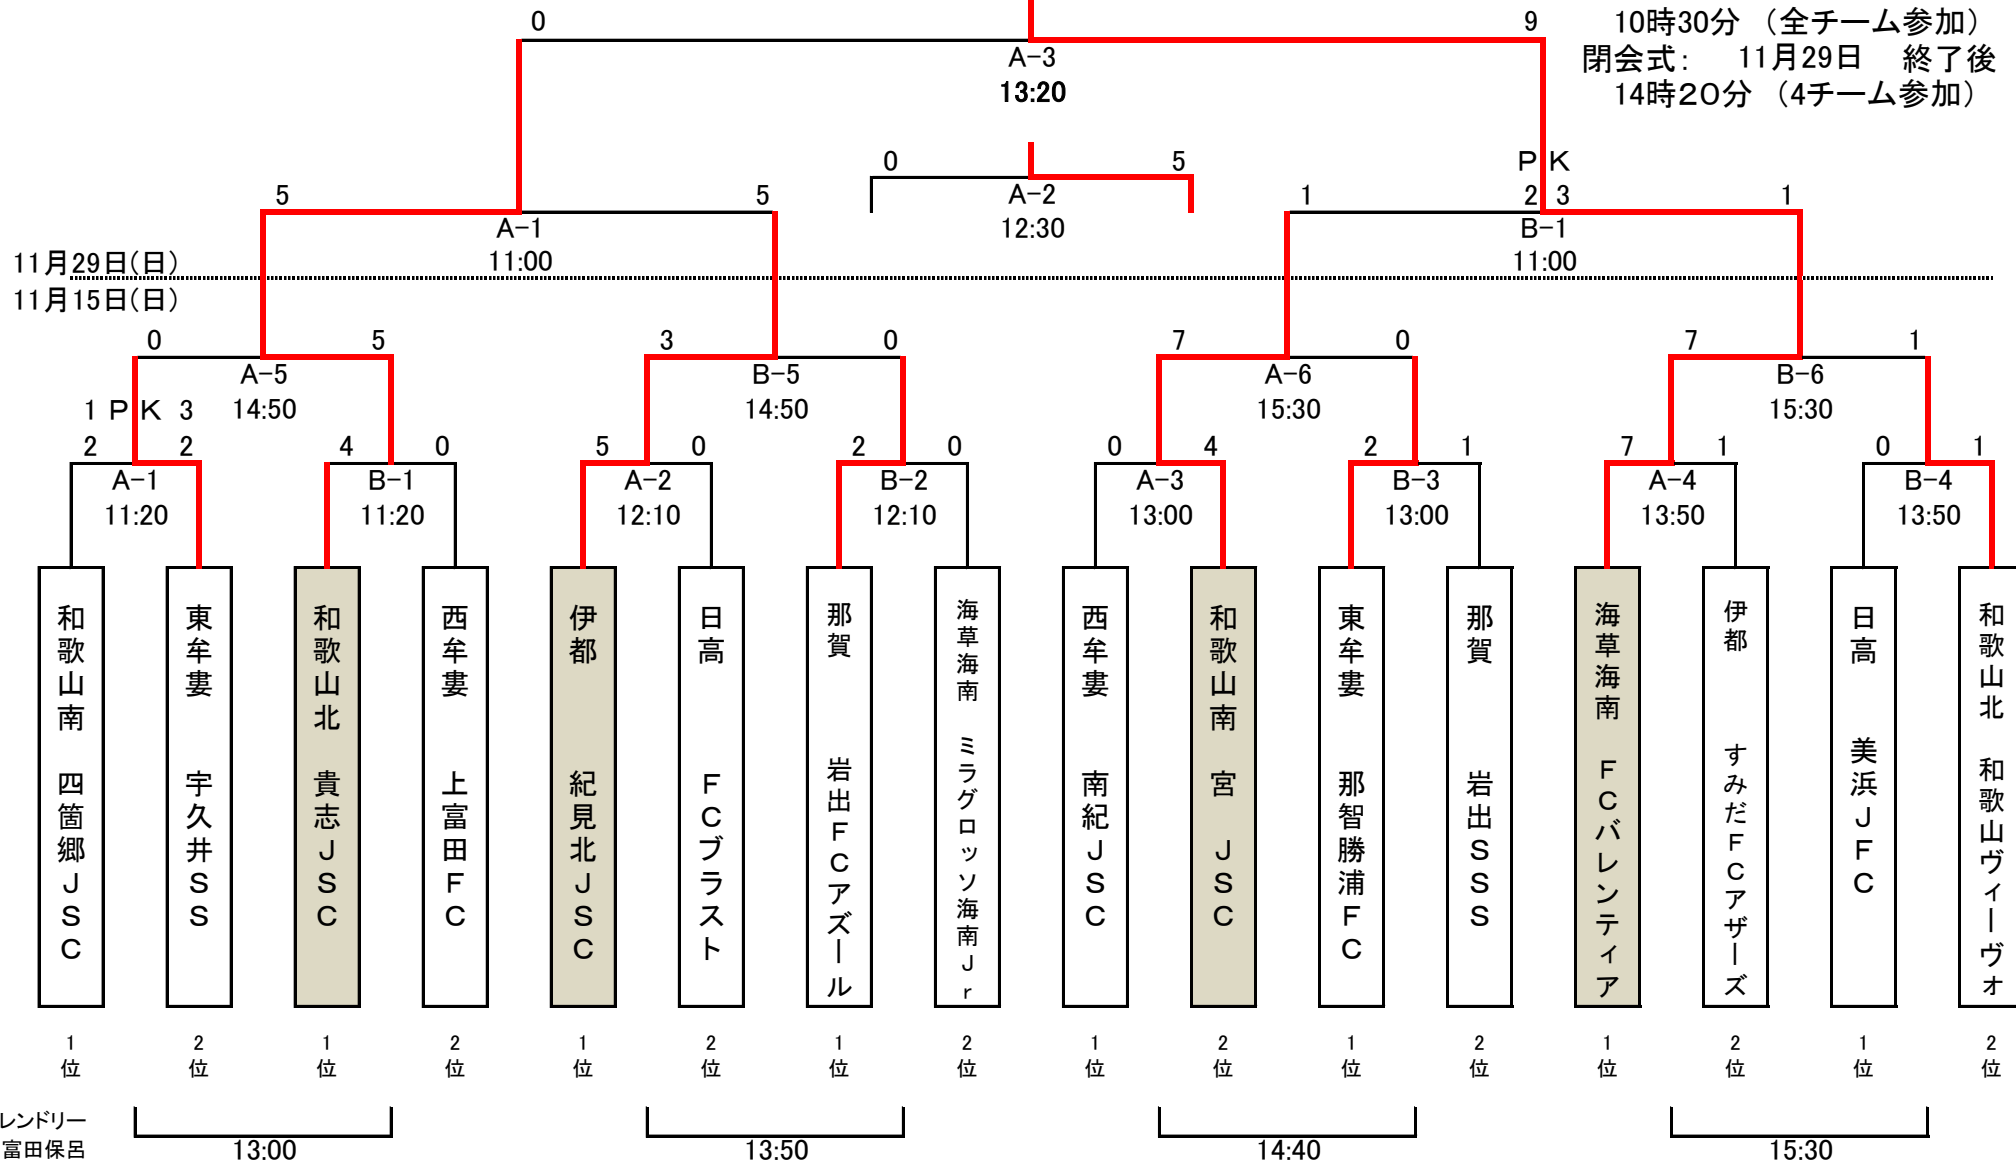 0 9 10時30分 （全チーム参加）
A-3 閉会式： 11月29日 終了後
13:20 14時２０分 （4チーム参加）
0 5 Ｐ Ｋ
5 5 A-2 1 2 3 1
A-1 12:30 B-1
11月29日(日) 11:00 11:00
11月15日(日)
0 5 3 0 7 0 7 1
A-5 B-5 A-6 B-6
1 Ｐ Ｋ 3 14:50 14:50 15:30 15:30
2 2 4 0 5 0 2 0 0 4 2 1 7 1 0 1
A-1 B-1 A-2 B-2 A-3 B-3 A-4 B-4
11:20 11:20 12:10 12:10 13:00 13:00 13:50 13:50
和歌山南 四箇郷ＪＳＣ
東牟婁 宇久井ＳＳ
和歌山北 貴志ＪＳＣ
西牟婁 上富田ＦＣ
伊都 紀見北ＪＳＣ
日高 ＦＣブラスト
那賀 岩出ＦＣアズール
海草海南 ミラグロッソ海南Ｊｒ
西牟婁 南紀ＪＳＣ
和歌山南 宮 ＪＳＣ
東牟婁 那智勝浦ＦＣ
那賀 岩出ＳＳＳ
海草海南 ＦＣバレンティア
伊都 すみだＦＣアザーズ
日高 美浜ＪＦＣ
和歌山北 和歌山ヴィーヴォ
1位 2位 1位 2位 1位 2位 1位 2位 1位 2位 1位 2位 1位 2位 1位 2位
レンドリー
富田保呂 13:00 13:50 14:40 15:30